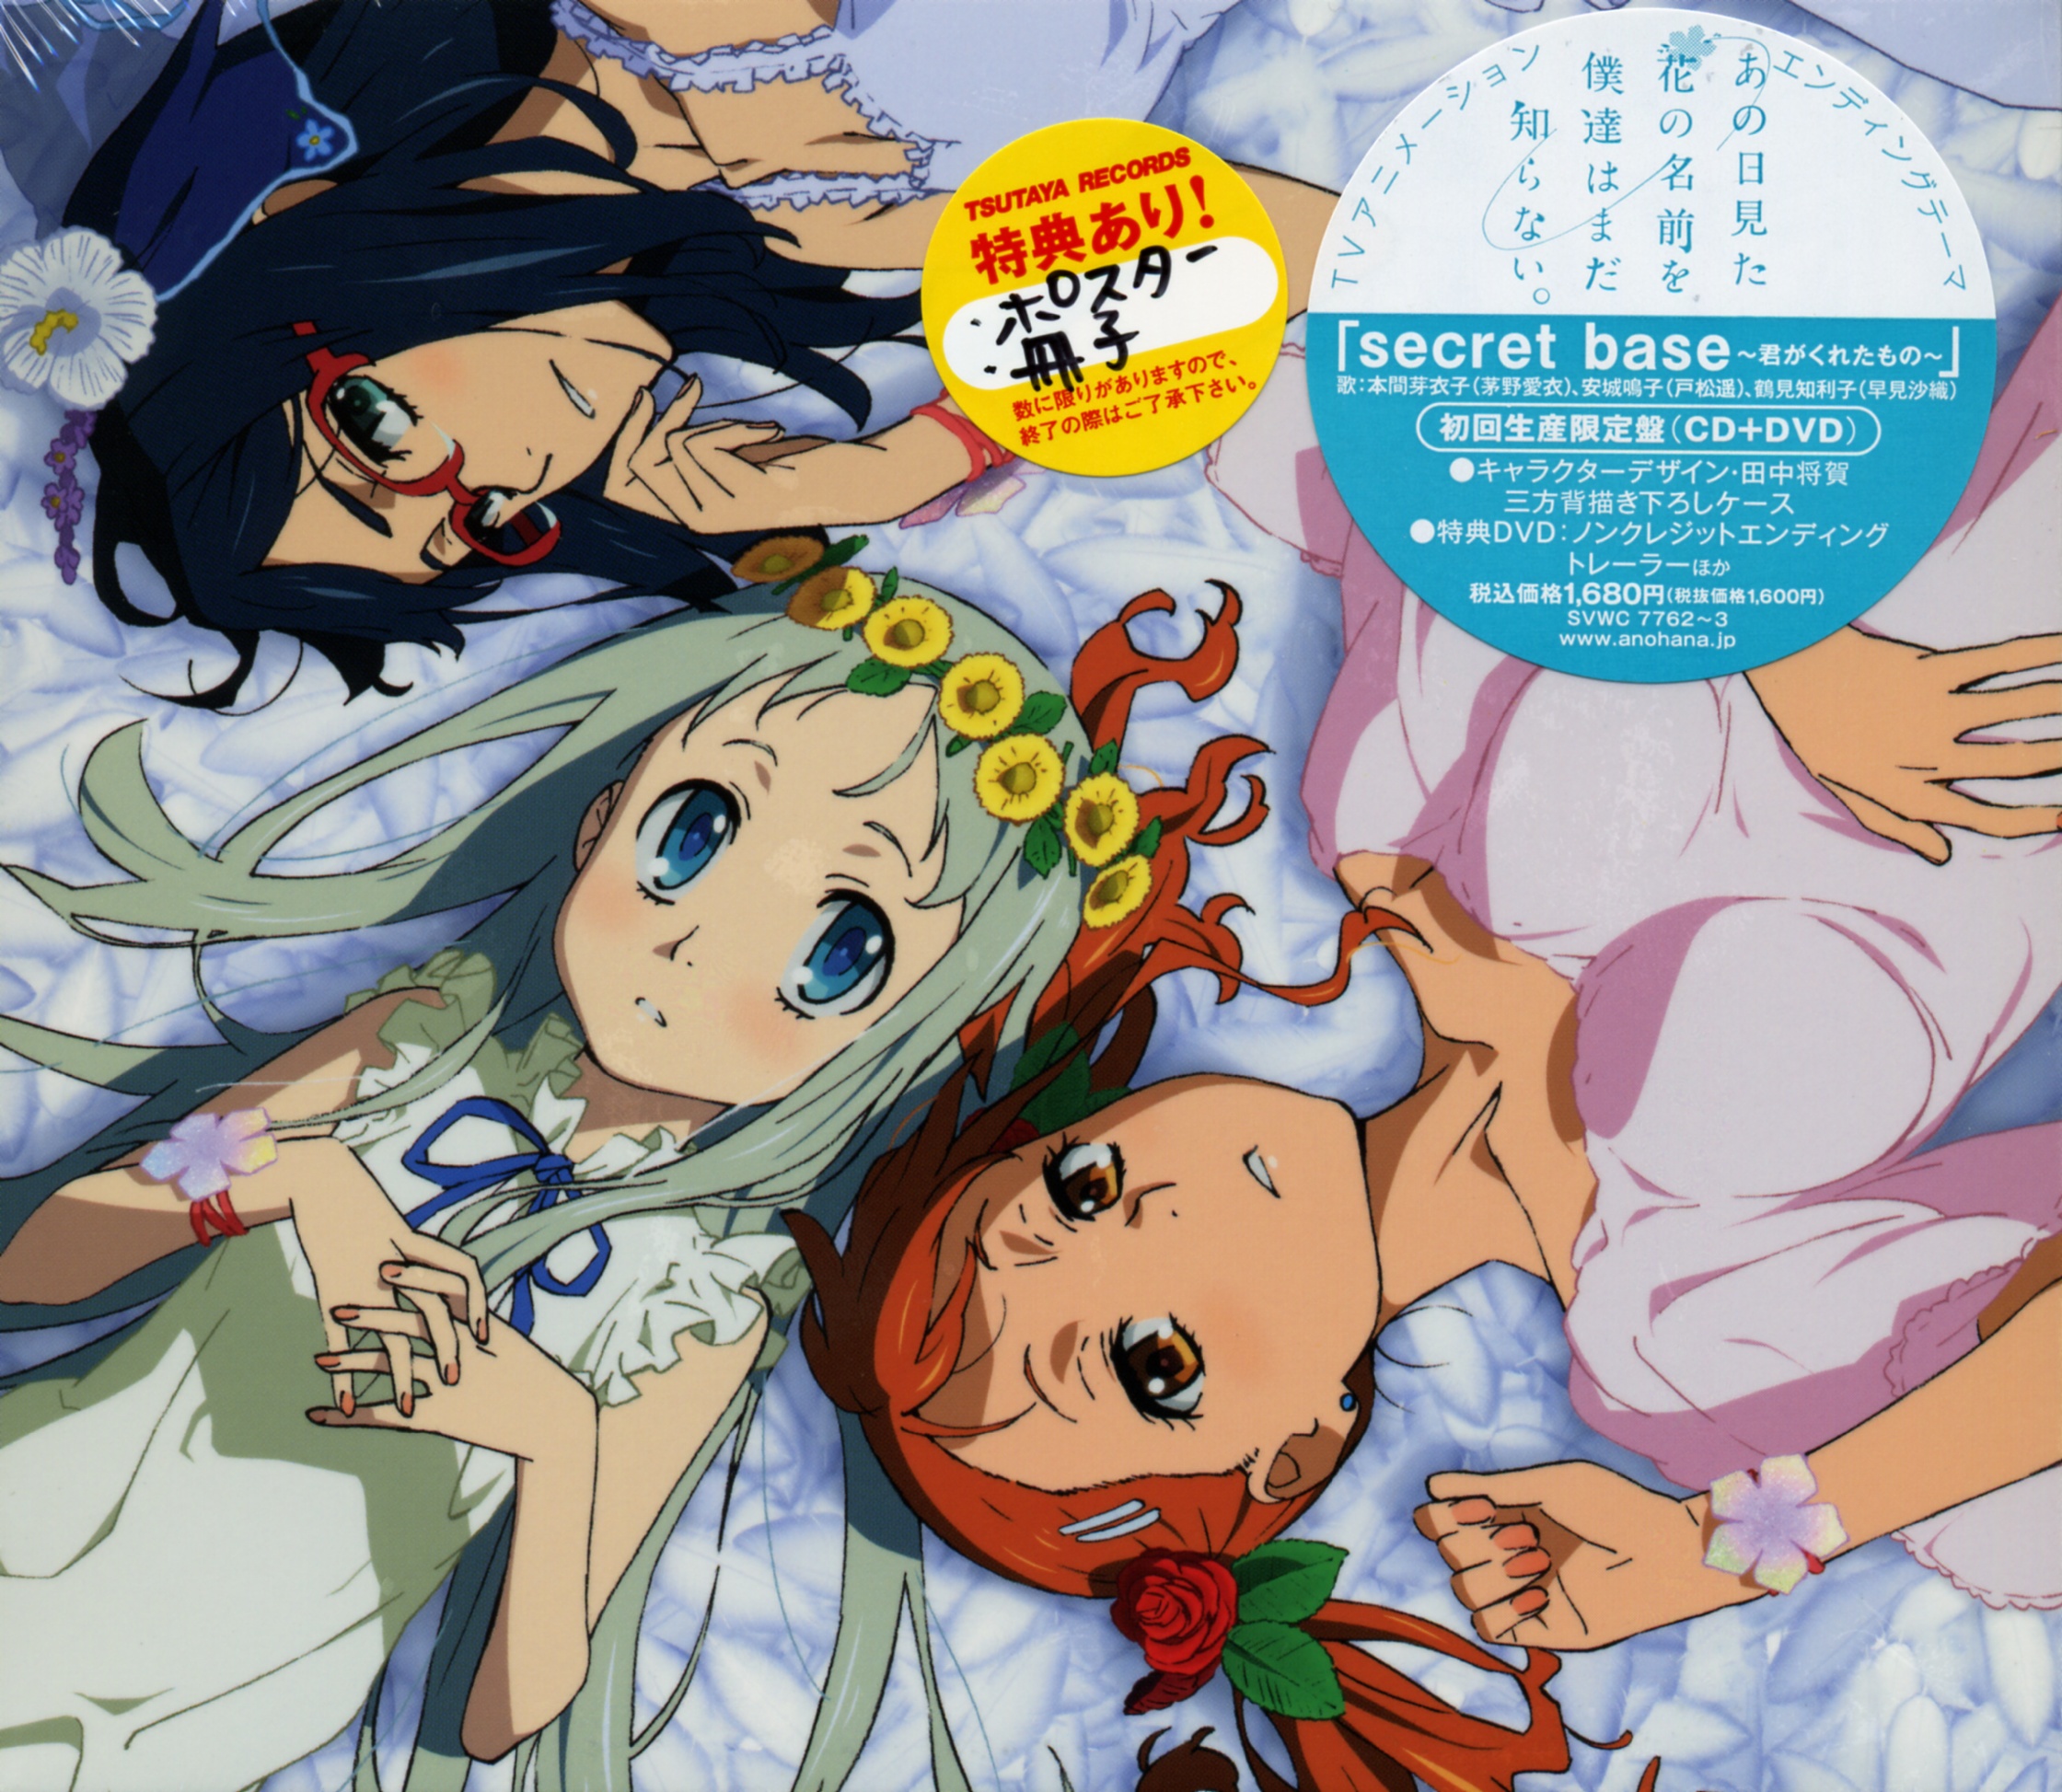 TSUTAYA RECORDS
特典あり!
・ポスター
・冊子
数に限りがありますので、
終了の際はご了承下さい。
TVアニメーション エンディングテーマ
あの日見た
花の名前を
僕達はまだ
知らない。
「secret base～君がくれたもの～」
歌:本間芽衣子(茅野愛衣)、安城鳴子(戸松遥)、鶴見知利子(早見沙織)
初回生産限定盤(CD+DVD)
●キャラクターデザイン・田中将賀
三方背描き下ろしケース
●特典DVD:ノンクレジットエンディング
トレーラーほか
税込価格1,680円(税抜価格1,600円)
SVWC 7762～3
www.anohana.jp